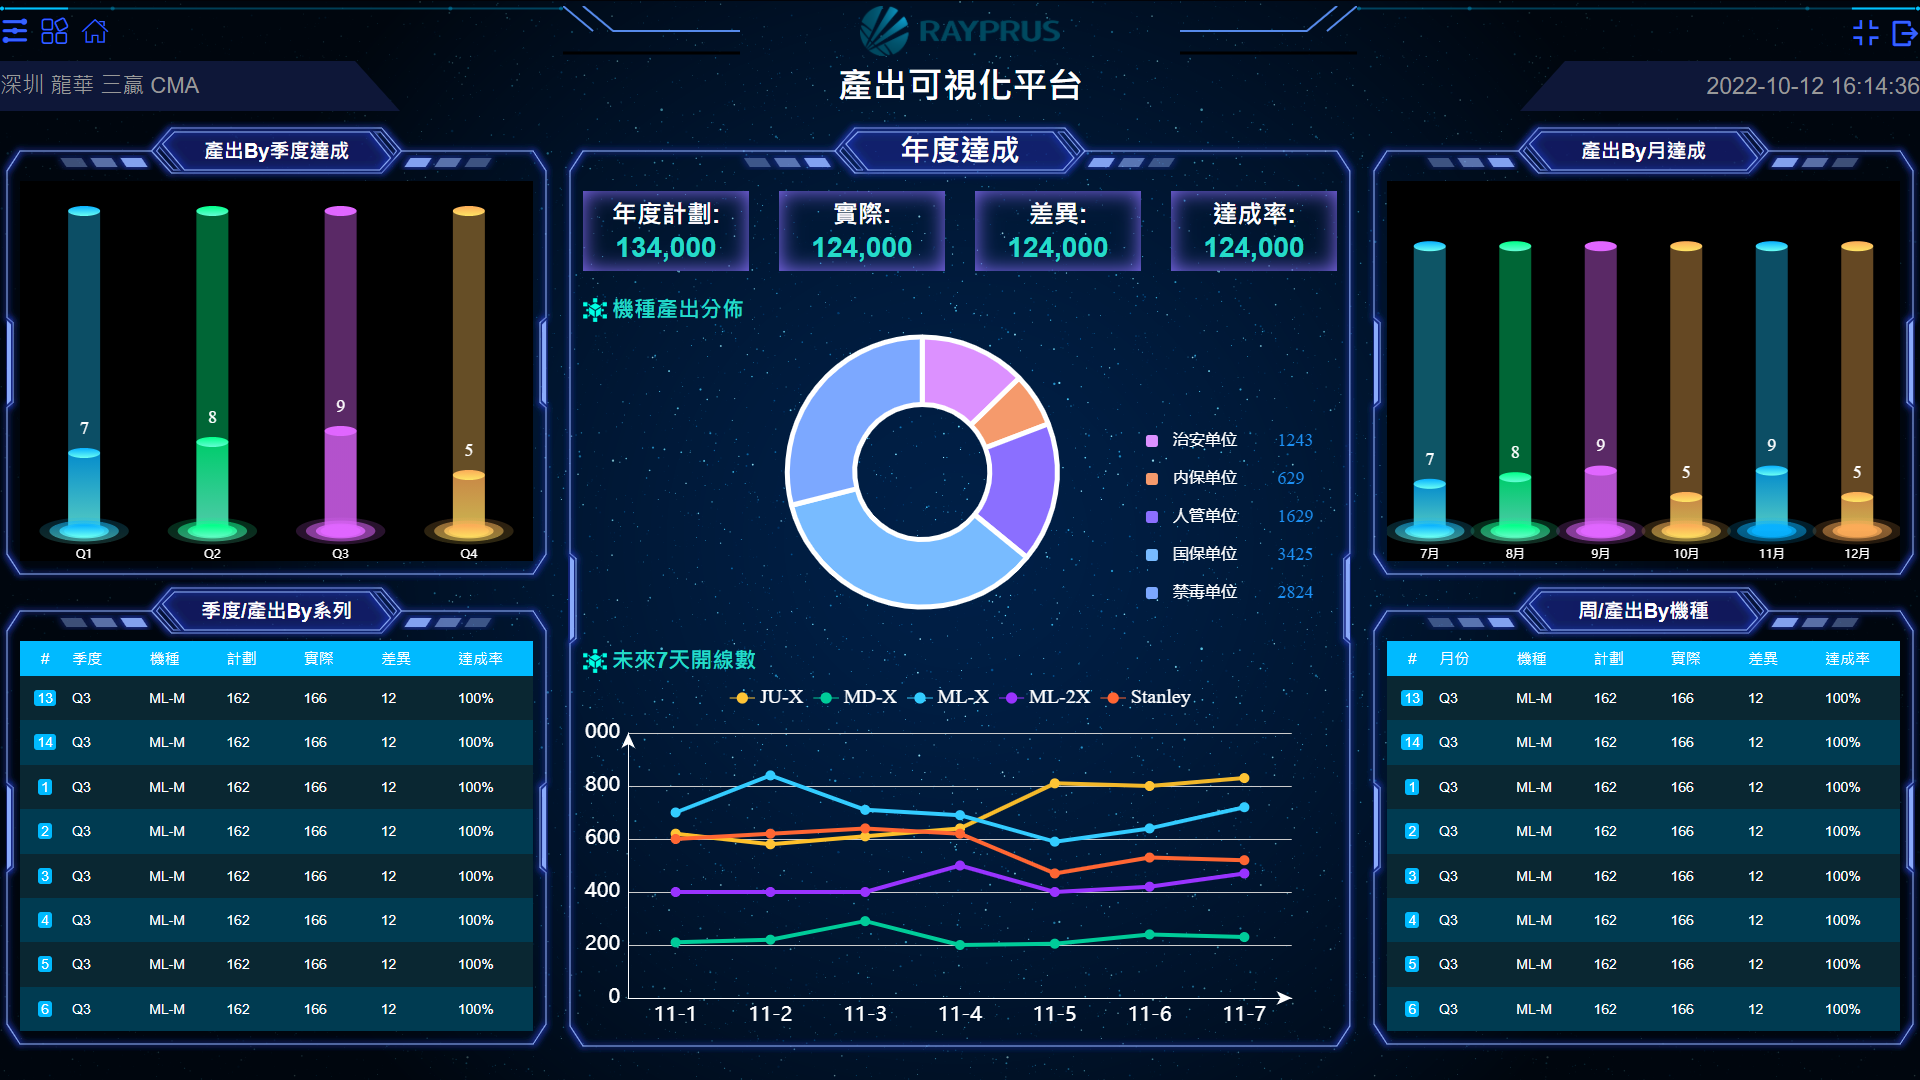 RAYPRUS
產出可視化平台
深圳 龍華 三贏 CMA
2022-10-12 16:14:36
產出By季度達成
7
8
9
5
Q1
Q2
Q3
Q4
季度/產出By系列
# 季度 機種 計劃 實際 差異 達成率
13 Q3 ML-M 162 166 12 100%
14 Q3 ML-M 162 166 12 100%
1 Q3 ML-M 162 166 12 100%
2 Q3 ML-M 162 166 12 100%
3 Q3 ML-M 162 166 12 100%
4 Q3 ML-M 162 166 12 100%
5 Q3 ML-M 162 166 12 100%
6 Q3 ML-M 162 166 12 100%
年度達成
年度計劃:
134,000
實際:
124,000
差異:
124,000
達成率:
124,000
機種產出分佈
治安单位 1243
内保单位 629
人管单位 1629
国保单位 3425
禁毒单位 2824
未來7天開線數
JU-X MD-X ML-X ML-2X Stanley
000
800
600
400
200
0
11-1 11-2 11-3 11-4 11-5 11-6 11-7
產出By月達成
7
8
9
5
9
5
7月
8月
9月
10月
11月
12月
周/產出By機種
# 月份 機種 計劃 實際 差異 達成率
13 Q3 ML-M 162 166 12 100%
14 Q3 ML-M 162 166 12 100%
1 Q3 ML-M 162 166 12 100%
2 Q3 ML-M 162 166 12 100%
3 Q3 ML-M 162 166 12 100%
4 Q3 ML-M 162 166 12 100%
5 Q3 ML-M 162 166 12 100%
6 Q3 ML-M 162 166 12 100%